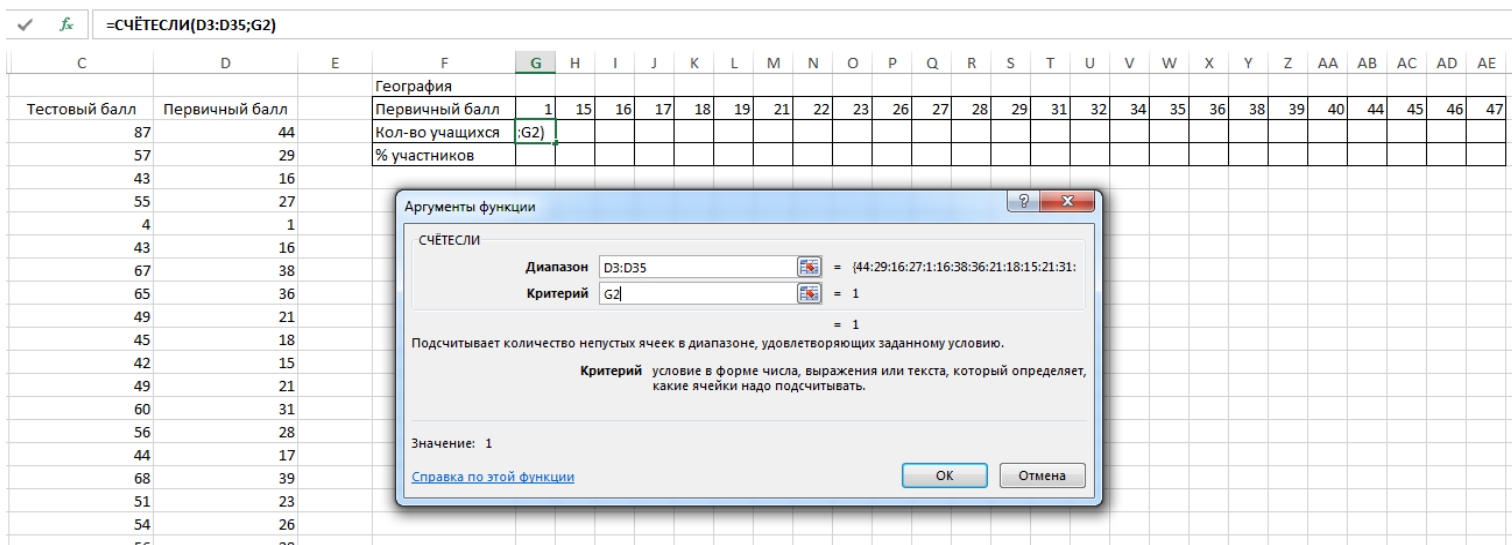 fx =СЧЁТЕСЛИ(D3:D35;G2)
C D E F G H I J K L M N O P Q R S T U V W X Y Z AA AB AC AD AE
География
Тестовый балл Первичный балл Первичный балл 1 15 16 17 18 19 21 22 23 26 27 28 29 31 32 34 35 36 38 39 40 44 45 46 47
87 44 Кол-во учащихся ;G2)
57 29 % участников
43 16
55 27 Аргументы функции
4 1
43 16 СЧЁТЕСЛИ
67 38 Диапазон D3:D35 = {44:29:16:27:1:16:38:36:21:18:15:21:31:
65 36 Критерий G2 = 1
49 21 = 1
45 18 Подсчитывает количество непустых ячеек в диапазоне, удовлетворяющих заданному условию.
42 15 Критерий условие в форме числа, выражения или текста, который определяет,
49 21 какие ячейки надо подсчитывать.
60 31
56 28
44 17 Значение: 1
68 39 Справка по этой функции ОК Отмена
51 23
54 26